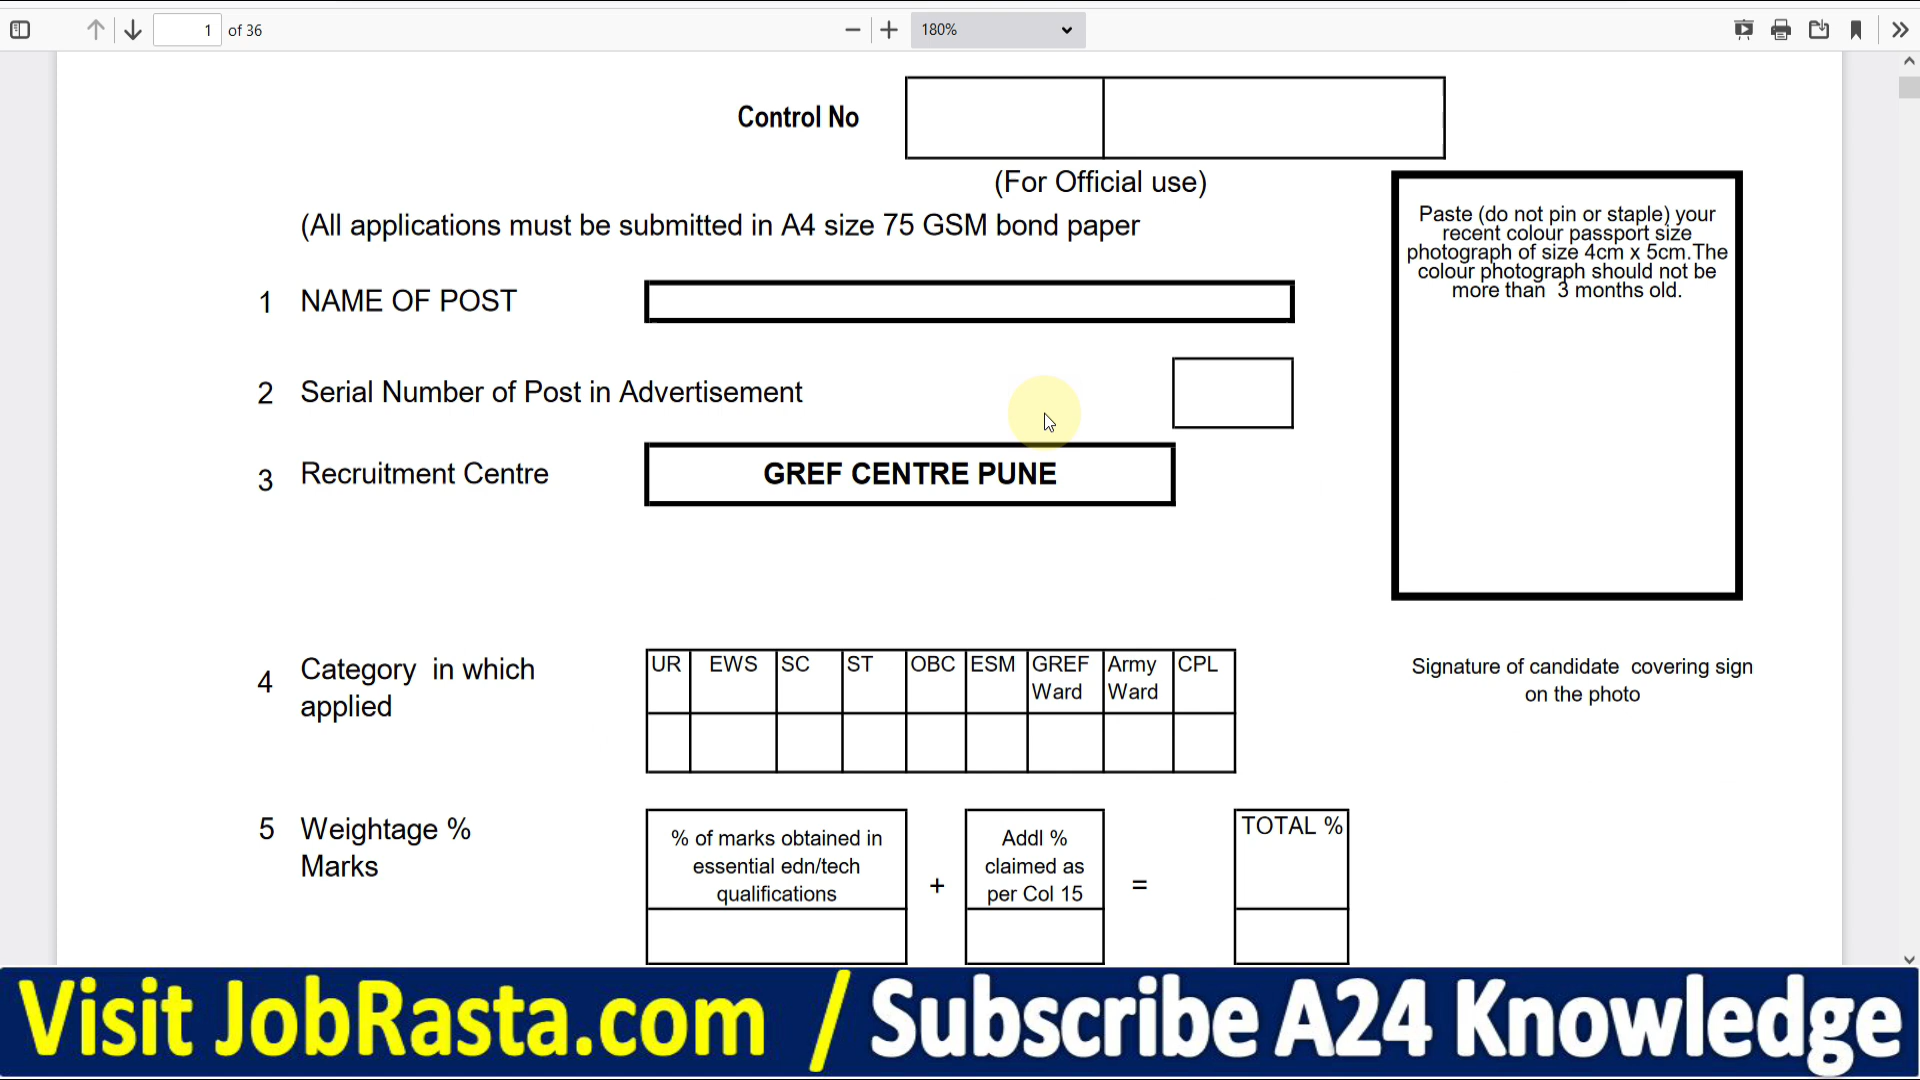 1 of 36
180%
Control No
(For Official use)
(All applications must be submitted in A4 size 75 GSM bond paper
Paste (do not pin or staple) your
recent colour passport size
photograph of size 4cm x 5cm.The
colour photograph should not be
more than 3 months old.
1 NAME OF POST
2 Serial Number of Post in Advertisement
3 Recruitment Centre GREF CENTRE PUNE
4 Category in which
applied
UR EWS SC ST OBC ESM GREF Army CPL
Ward Ward
Signature of candidate covering sign
on the photo
5 Weightage %
Marks
% of marks obtained in
essential edn/tech
qualifications
+
Addl %
claimed as
per Col 15
=
TOTAL %
Visit JobRasta.com / Subscribe A24 Knowledge